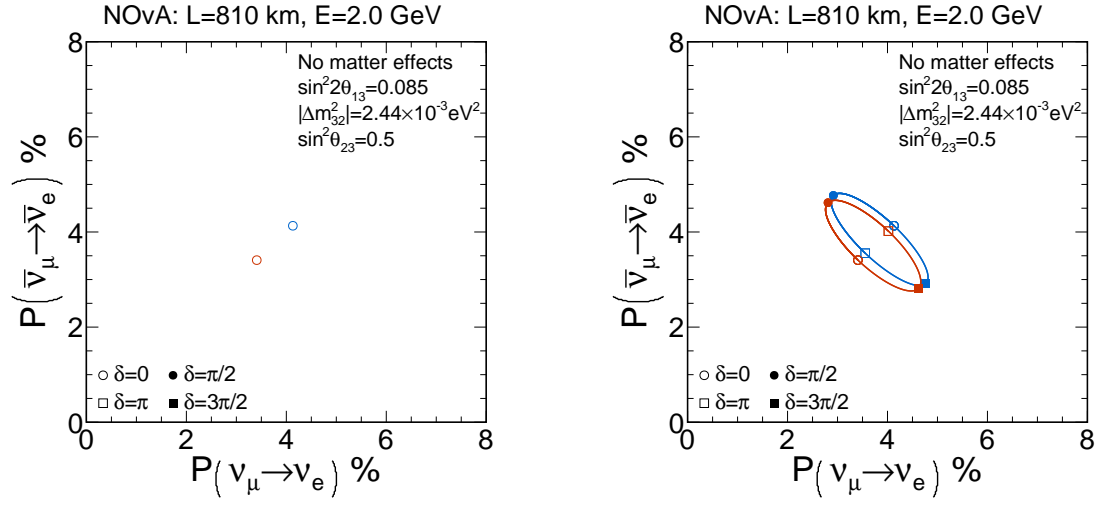 NOνA: L=810 km, E=2.0 GeV
8
6
4
2
0
0 2 4 6 8
P(ν̄μ→ν̄e) %
P(νμ→νe) %
No matter effects
sin²2θ₁₃=0.085
|Δm²₃₂|=2.44×10⁻³eV²
sin²θ₂₃=0.5
δ=0 δ=π/2
δ=π δ=3π/2
NOνA: L=810 km, E=2.0 GeV
8
6
4
2
0
0 2 4 6 8
P(ν̄μ→ν̄e) %
P(νμ→νe) %
No matter effects
sin²2θ₁₃=0.085
|Δm²₃₂|=2.44×10⁻³eV²
sin²θ₂₃=0.5
δ=0 δ=π/2
δ=π δ=3π/2